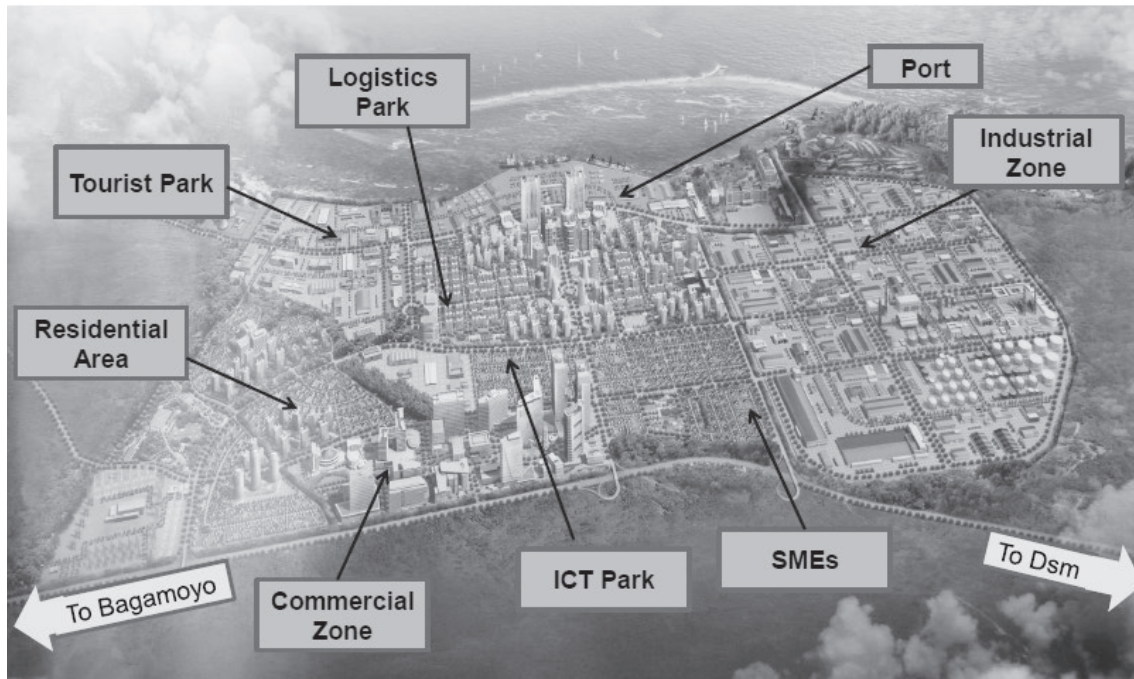 Logistics
Park
Port
Industrial
Zone
Tourist Park
Residential
Area
To Bagamoyo
Commercial
Zone
ICT Park
SMEs
To Dsm